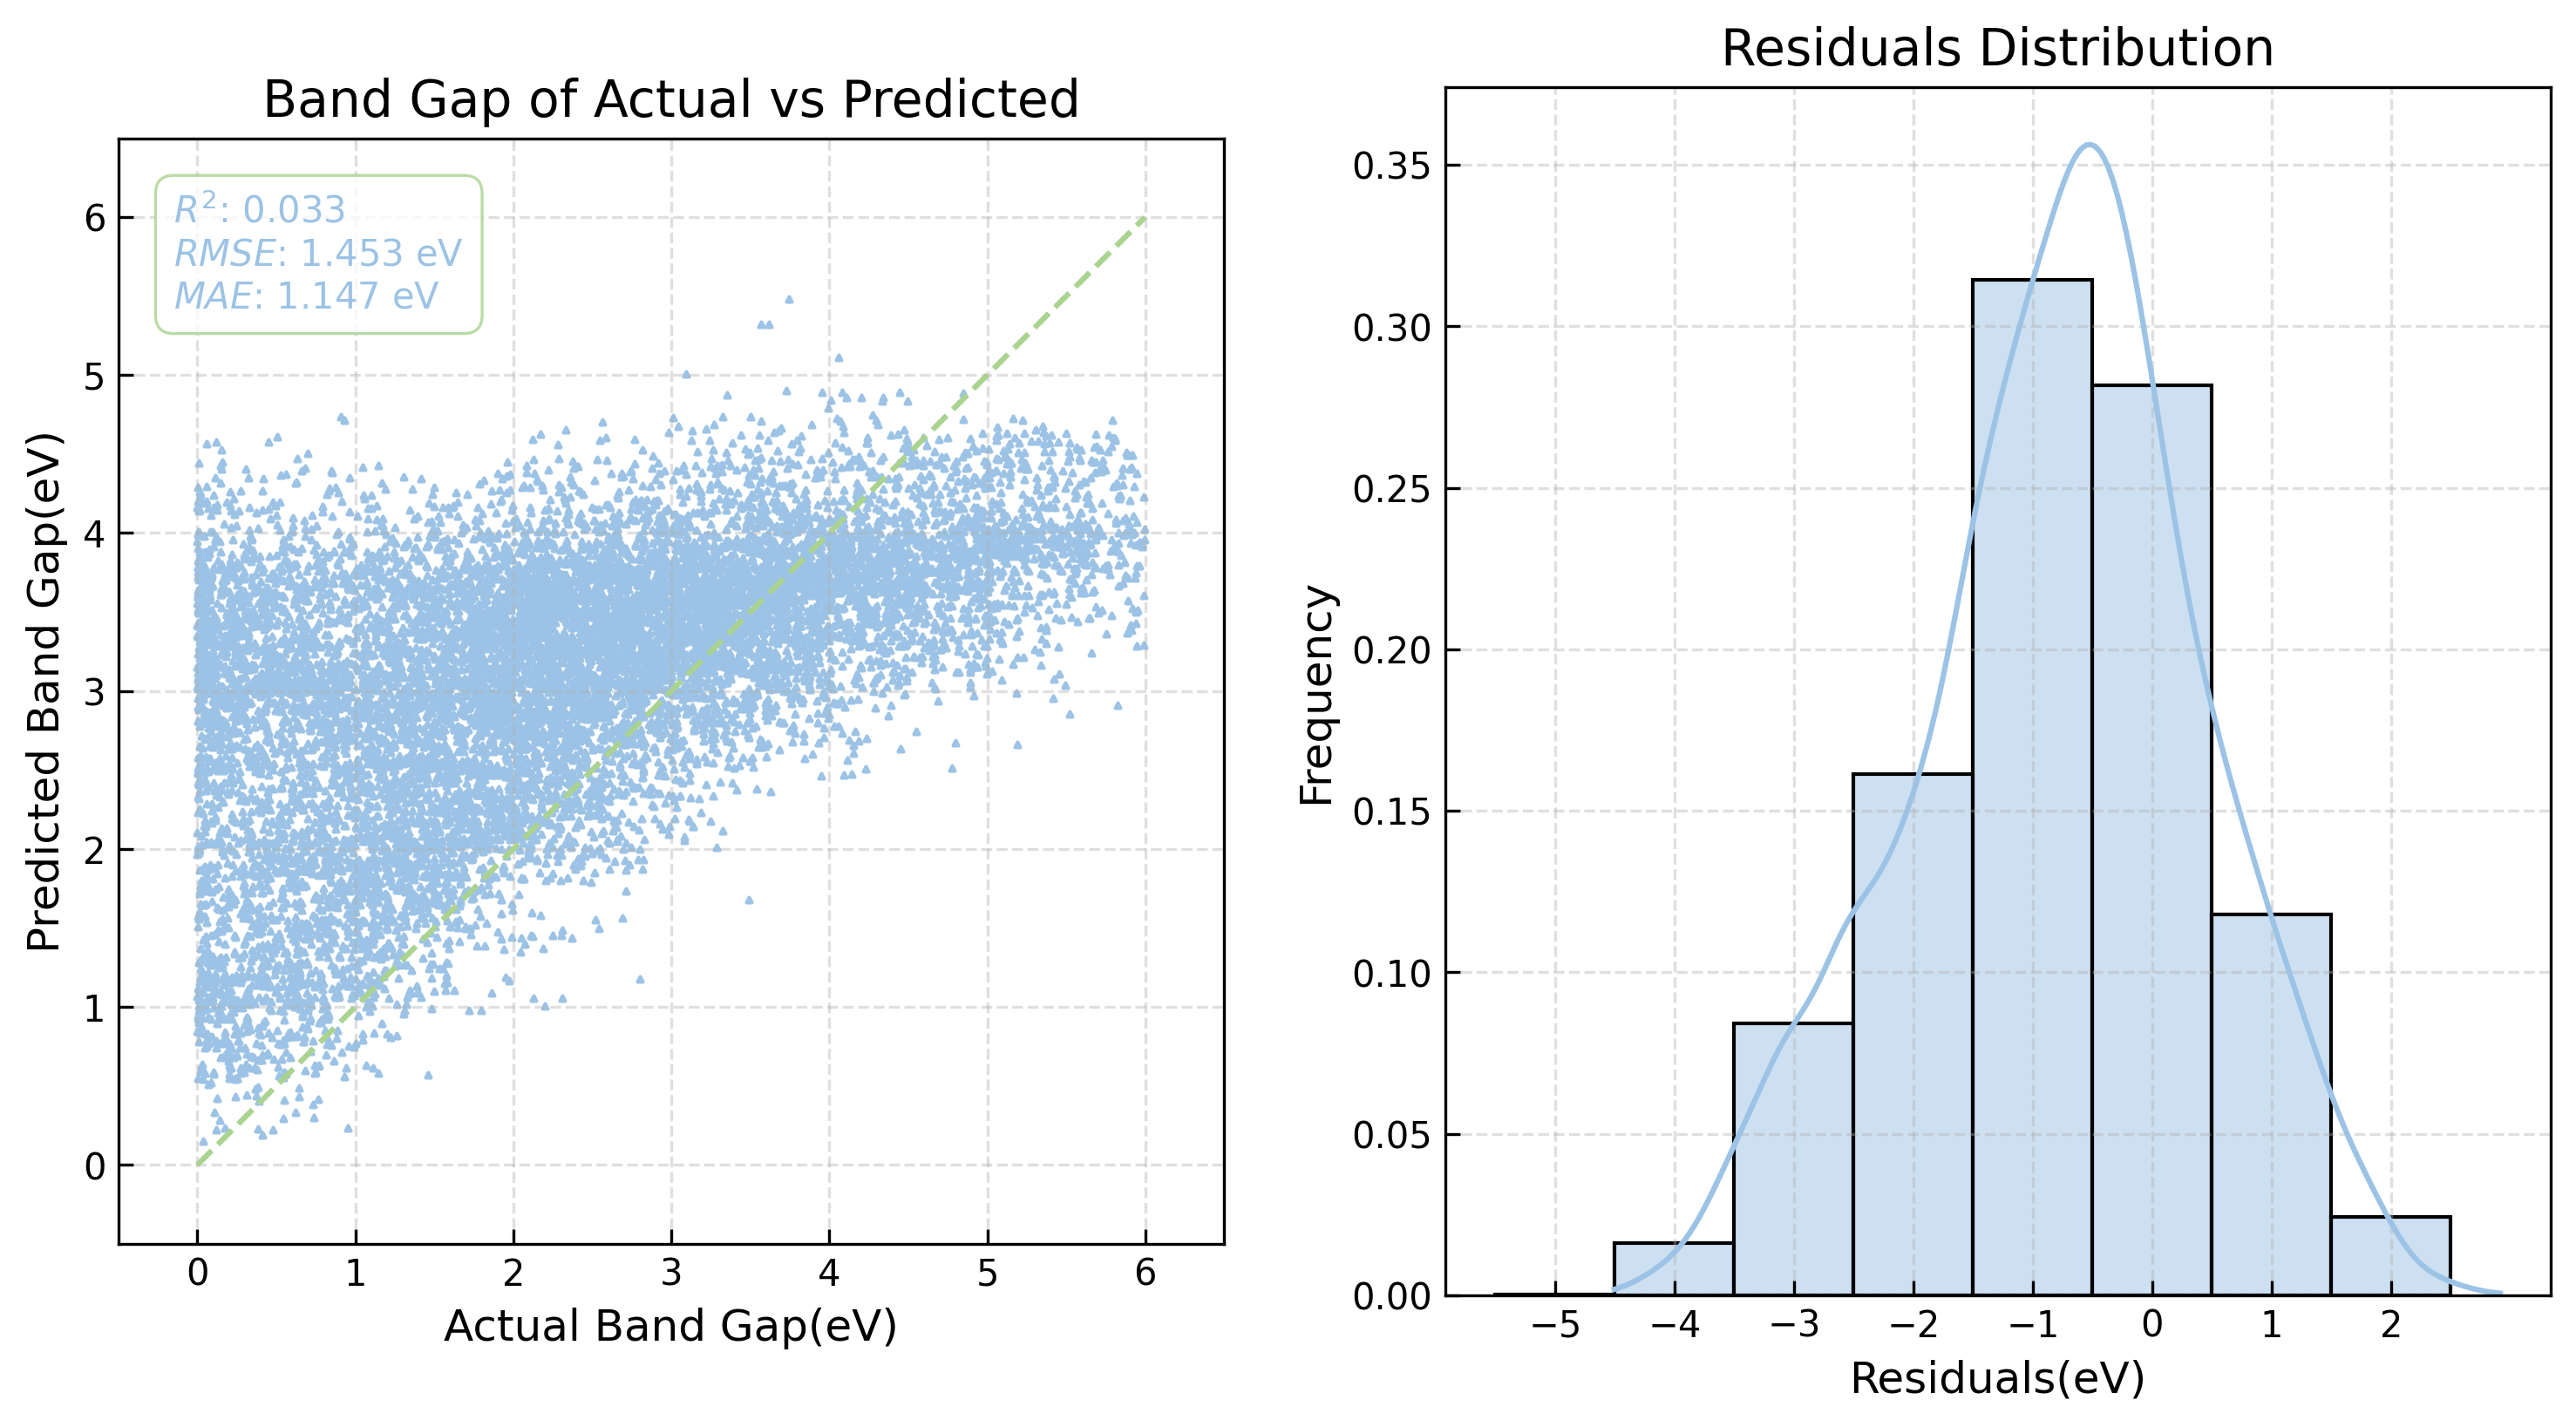 Band Gap of Actual vs Predicted
R²: 0.033
RMSE: 1.453 eV
MAE: 1.147 eV
Predicted Band Gap(eV)
6
5
4
3
2
1
0
0 1 2 3 4 5 6
Actual Band Gap(eV)
Residuals Distribution
Frequency
0.35
0.30
0.25
0.20
0.15
0.10
0.05
0.00
−5 −4 −3 −2 −1 0 1 2
Residuals(eV)